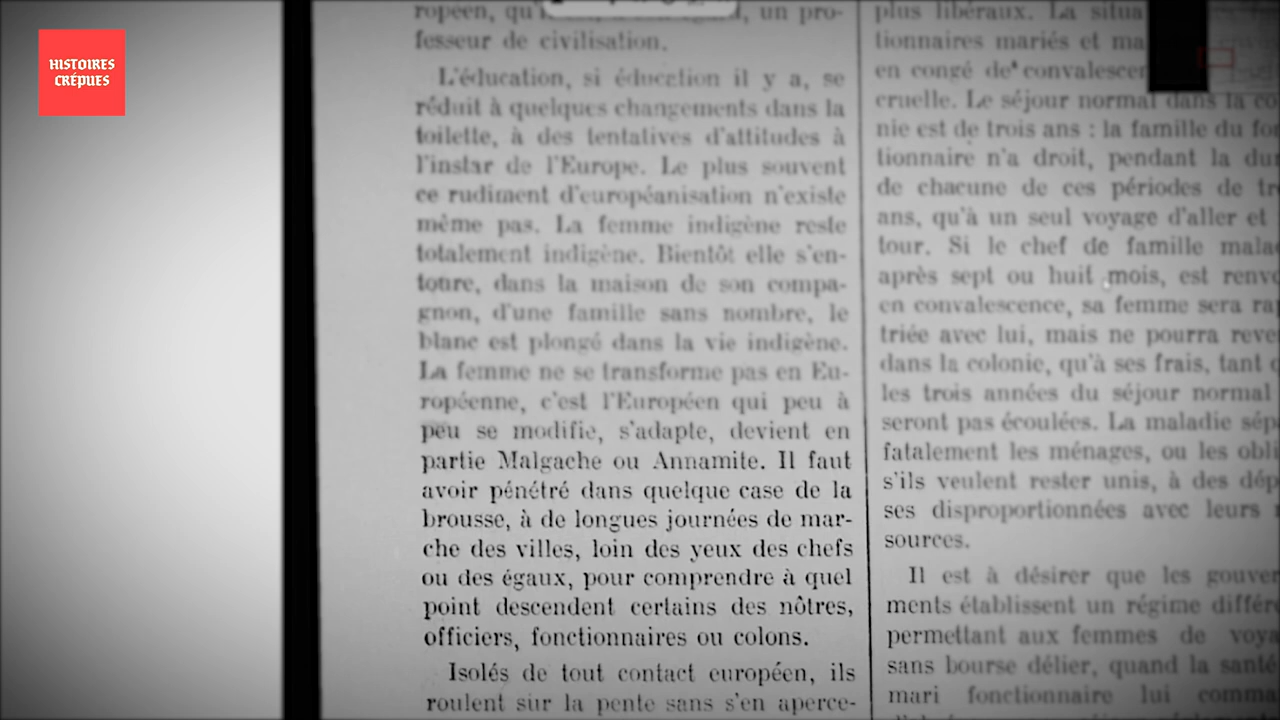 HISTOIRES
CRÉPUES
ropéen, un pro-
fesseur de civilisation.
L'éducation, si éducation il y a, se
réduit à quelques changements dans la
toilette, à des tentatives d'attitudes à
l'instar de l'Europe. Le plus souvent
ce rudiment d'européanisation n'existe
même pas. La femme indigène reste
totalement indigène. Bientôt elle s'en-
toure, dans la maison de son compa-
gnon, d'une famille sans nombre, le
blanc est plongé dans la vie indigène.
La femme ne se transforme pas en Eu-
ropéenne, c'est l'Européen qui peu à
peu se modifie, s'adapte, devient en
partie Malgache ou Annamite. Il faut
avoir pénétré dans quelque case de la
brousse, à de longues journées de mar-
che des villes, loin des yeux des chefs
ou des égaux, pour comprendre à quel
point descendent certains des nôtres,
officiers, fonctionnaires ou colons.
Isolés de tout contact européen, ils
roulent sur la pente sans s'en aperce-
plus libéraux. La situa
tionnaires mariés et ma
en congé de convalescen
cruelle. Le séjour normal dans la co
nie est de trois ans : la famille du fon
tionnaire n'a droit, pendant la du
de chacune de ces périodes de tr
ans, qu'à un seul voyage d'aller et
tour. Si le chef de famille mala
après sept ou huit mois, est renv
en convalescence, sa femme sera ra
triée avec lui, mais ne pourra reve
dans la colonie, qu'à ses frais, tant
les trois années du séjour normal
seront pas écoulées. La maladie sép
fatalement les ménages, ou les obli
s'ils veulent rester unis, à des dép
ses disproportionnées avec leurs
sources.
Il est à désirer que les gouver
ments établissent un régime différe
permettant aux femmes de voya
sans bourse délier, quand la santé
mari fonctionnaire lui comma